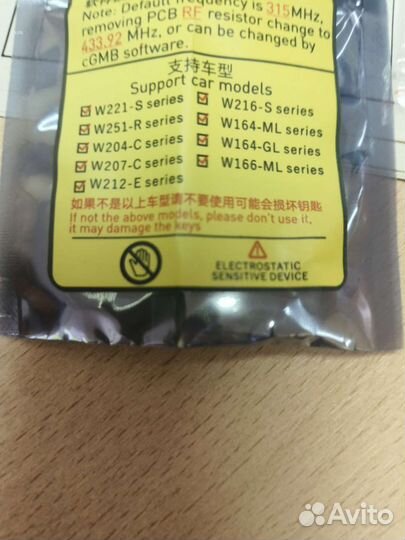 Note: Default frequency is 315MHz,
removing PCB RF resistor change to
433.92 MHz, or can be changed by
cGMB software.
支持车型
Support car models
W221-S series
W251-R series
W204-C series
W207-C series
W212-E series
W216-S series
W164-ML series
W164-GL series
W166-ML series
如果不是以上车型请不要使用可能会损坏钥匙
If not the above models, please don't use it,
it may damage the keys
ELECTROSTATIC
SENSITIVE DEVICE
Avito